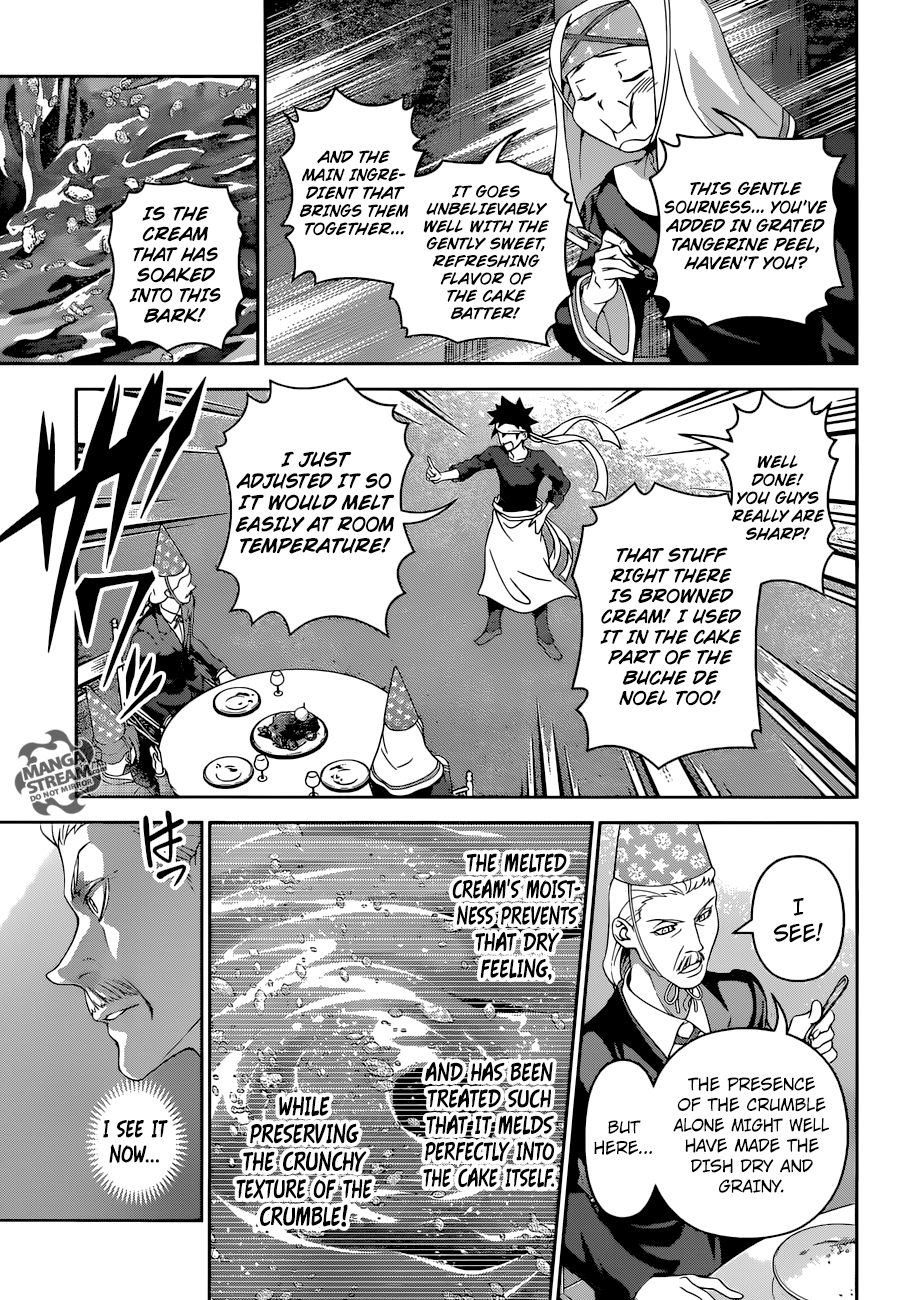 THIS GENTLE
SOURNESS... YOU'VE
ADDED IN GRATED
TANGERINE PEEL,
HAVEN'T YOU?
IT GOES
UNBELIEVABLY
WELL WITH THE
GENTLY SWEET,
REFRESHING
FLAVOR OF
THE CAKE
BATTER!
AND THE
MAIN INGRE-
DIENT THAT
BRINGS THEM
TOGETHER...
IS THE
CREAM
THAT HAS
SOAKED
INTO THIS
BARK!
WELL
DONE!
YOU GUYS
REALLY ARE
SHARP!
THAT STUFF
RIGHT THERE
IS BROWNED
CREAM! I USED
IT IN THE CAKE
PART OF THE
BUCHE DE
NOEL TOO!
I JUST
ADJUSTED IT SO
IT WOULD MELT
EASILY AT ROOM
TEMPERATURE!
MANGA
STREAM.com
DO NOT MIRROR
I
SEE!
THE PRESENCE
OF THE CRUMBLE
ALONE MIGHT WELL
HAVE MADE THE
DISH DRY AND
GRAINY.
BUT
HERE...
THE MELTED
CREAM'S MOIST-
NESS PREVENTS
THAT DRY
FEELING,
AND HAS BEEN
TREATED SUCH
THAT IT MELDS
PERFECTLY INTO
THE CAKE ITSELF.
WHILE
PRESERVING
THE CRUNCHY
TEXTURE OF THE
CRUMBLE!
はっ
I SEE IT
NOW...